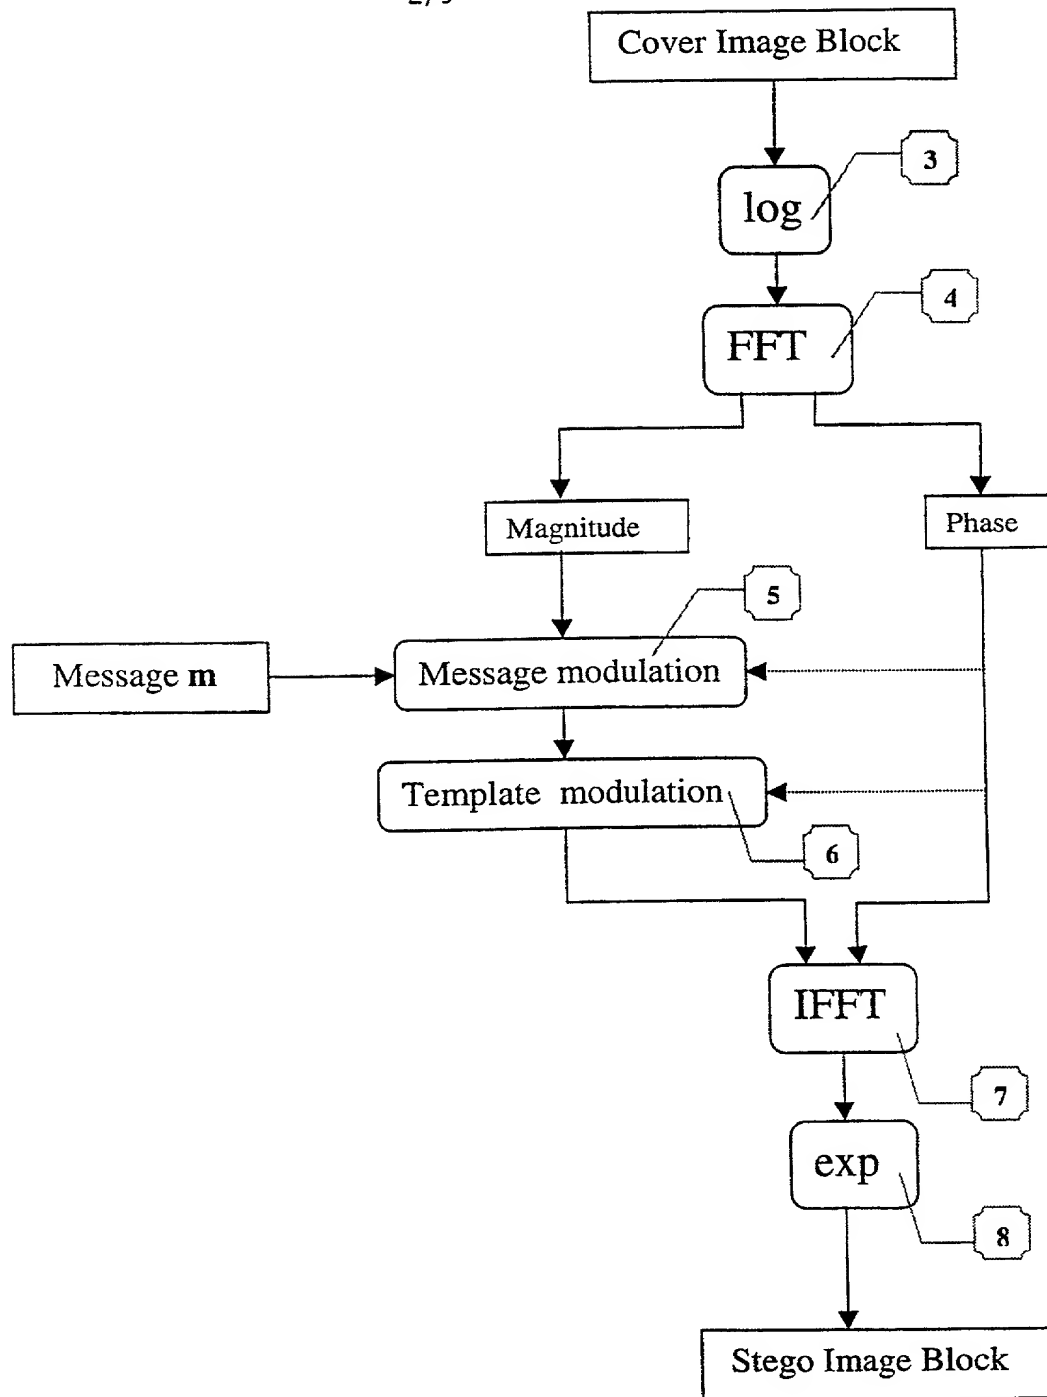 Cover Image Block
3
log
4
FFT
Magnitude
Phase
5
Message m
Message modulation
Template modulation
6
IFFT
7
exp
8
Stego Image Block